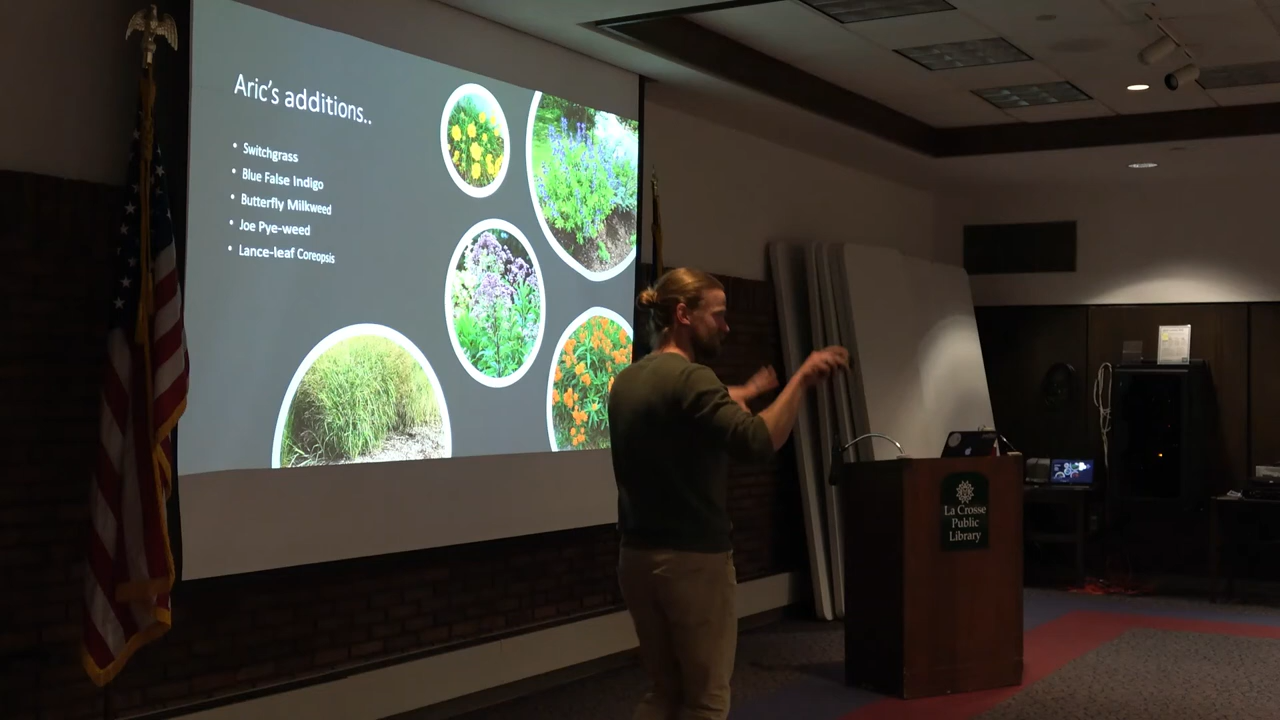 Aric's additions..
• Switchgrass
• Blue False Indigo
• Butterfly Milkweed
• Joe Pye-weed
• Lance-leaf Coreopsis
La Crosse
Public
Library